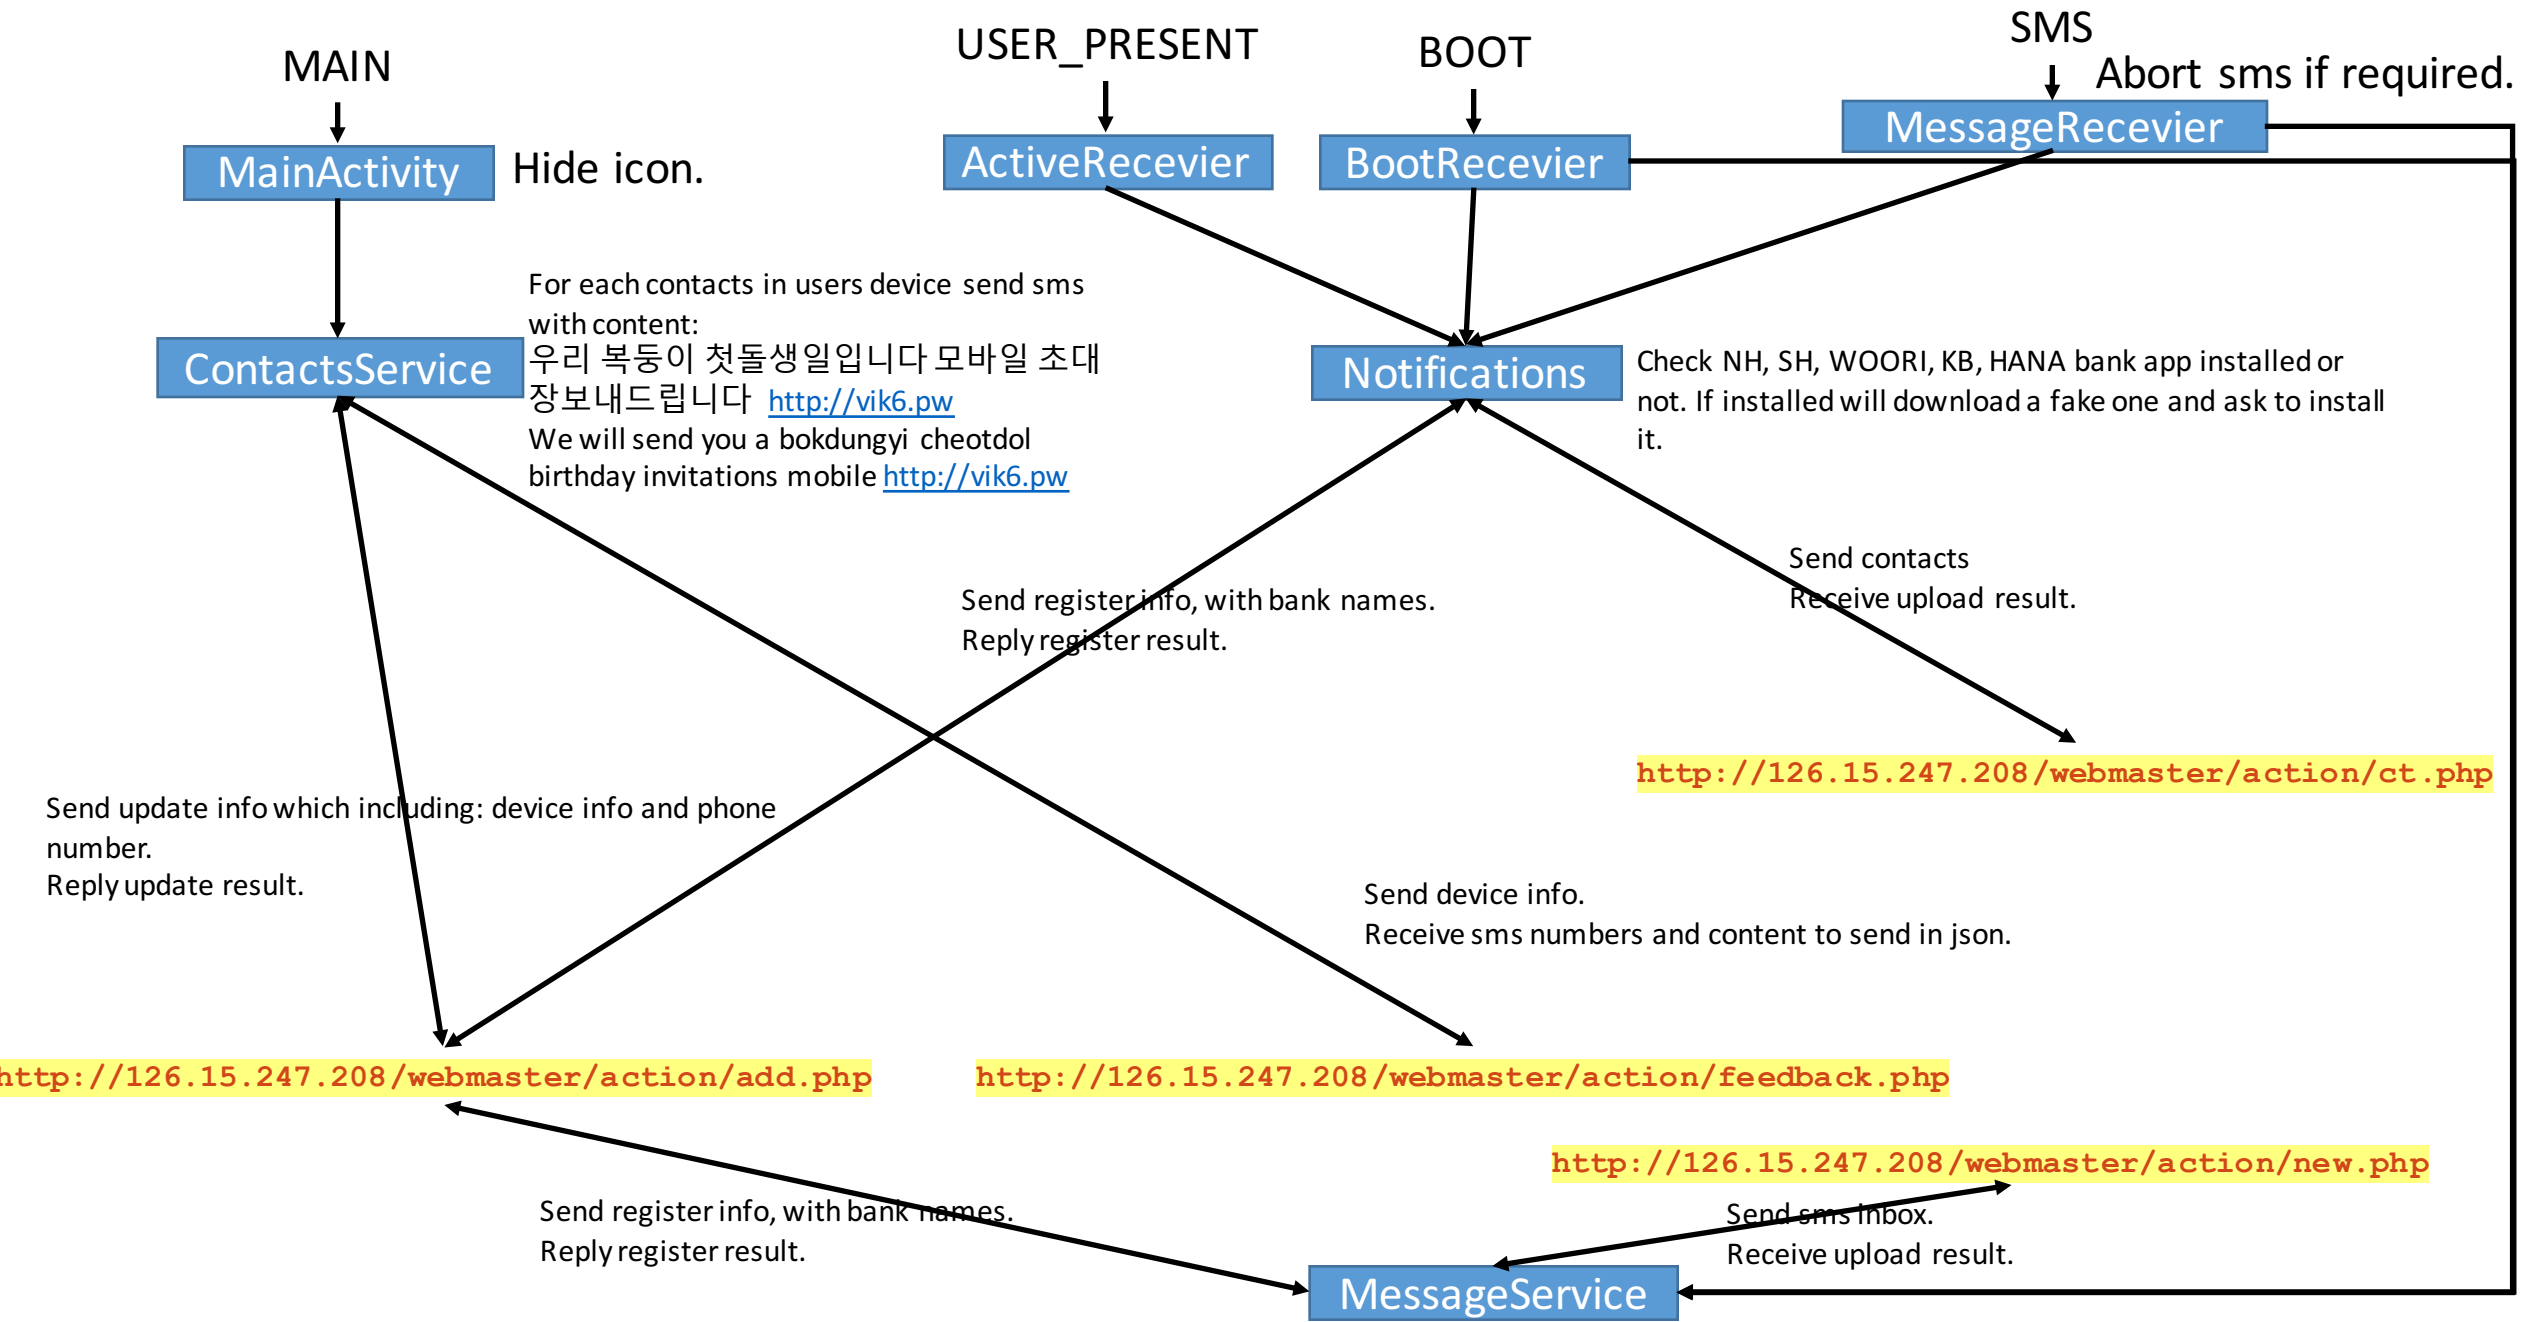 MAIN
USER_PRESENT
BOOT
SMS
Abort sms if required.
MainActivity
Hide icon.
ActiveRecevier
BootRecevier
MessageRecevier
For each contacts in users device send sms
with content:
우리 복둥이 첫돌생일입니다 모바일 초대
장보내드립니다 http://vik6.pw
We will send you a bokdungyi cheotdol
birthday invitations mobile http://vik6.pw
ContactsService
Notifications
Check NH, SH, WOORI, KB, HANA bank app installed or
not. If installed will download a fake one and ask to install
it.
Send contacts
Receive upload result.
Send register info, with bank names.
Reply register result.
http://126.15.247.208/webmaster/action/ct.php
Send update info which including: device info and phone
number.
Reply update result.
Send device info.
Receive sms numbers and content to send in json.
http://126.15.247.208/webmaster/action/add.php
http://126.15.247.208/webmaster/action/feedback.php
http://126.15.247.208/webmaster/action/new.php
Send register info, with bank names.
Reply register result.
Send sms inbox.
Receive upload result.
MessageService